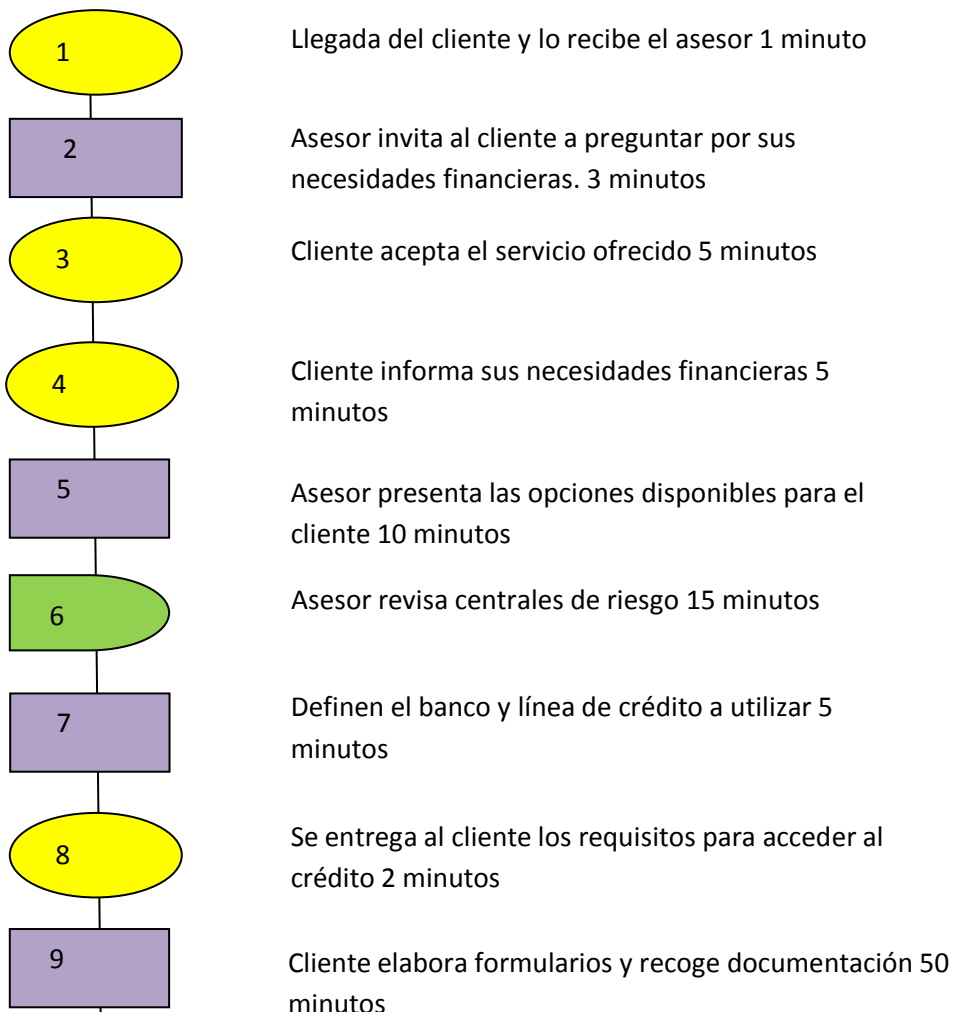 1
Llegada del cliente y lo recibe el asesor 1 minuto
2
Asesor invita al cliente a preguntar por sus
necesidades financieras. 3 minutos
3
Cliente acepta el servicio ofrecido 5 minutos
4
Cliente informa sus necesidades financieras 5
minutos
5
Asesor presenta las opciones disponibles para el
cliente 10 minutos
6
Asesor revisa centrales de riesgo 15 minutos
7
Definen el banco y línea de crédito a utilizar 5
minutos
8
Se entrega al cliente los requisitos para acceder al
crédito 2 minutos
9
Cliente elabora formularios y recoge documentación 50
minutos